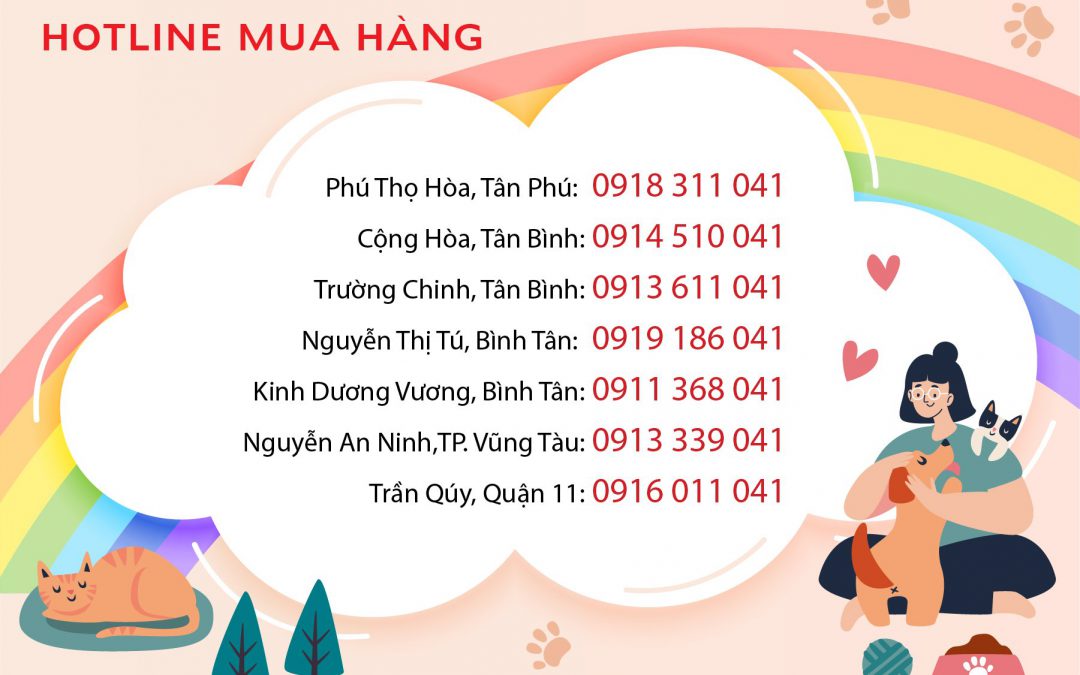 HOTLINE MUA HÀNG
Phú Thọ Hòa, Tân Phú: 0918 311 041
Cộng Hòa, Tân Bình: 0914 510 041
Trường Chinh, Tân Bình: 0913 611 041
Nguyễn Thị Tú, Bình Tân: 0919 186 041
Kinh Dương Vương, Bình Tân: 0911 368 041
Nguyễn An Ninh,TP. Vũng Tàu: 0913 339 041
Trần Qúy, Quận 11: 0916 011 041